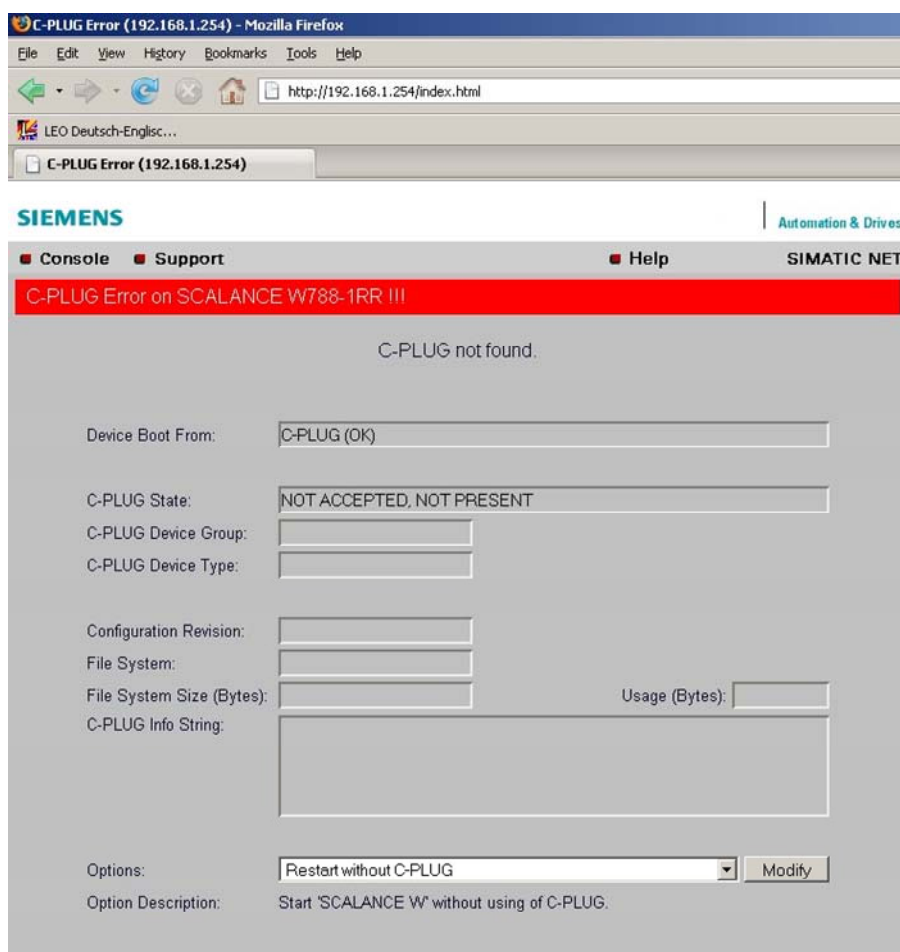 C-PLUG Error (192.168.1.254) - Mozilla Firefox
File Edit View History Bookmarks Tools Help
http://192.168.1.254/index.html
LEO Deutsch-Englisc...
C-PLUG Error (192.168.1.254)
SIEMENS
Automation & Drives
Console Support Help SIMATIC NET
C-PLUG Error on SCALANCE W788-1RR !!!
C-PLUG not found.
Device Boot From: C-PLUG (OK)
C-PLUG State: NOT ACCEPTED, NOT PRESENT
C-PLUG Device Group:
C-PLUG Device Type:
Configuration Revision:
File System:
File System Size (Bytes): Usage (Bytes):
C-PLUG Info String:
Options: Restart without C-PLUG Modify
Option Description: Start 'SCALANCE W' without using of C-PLUG.